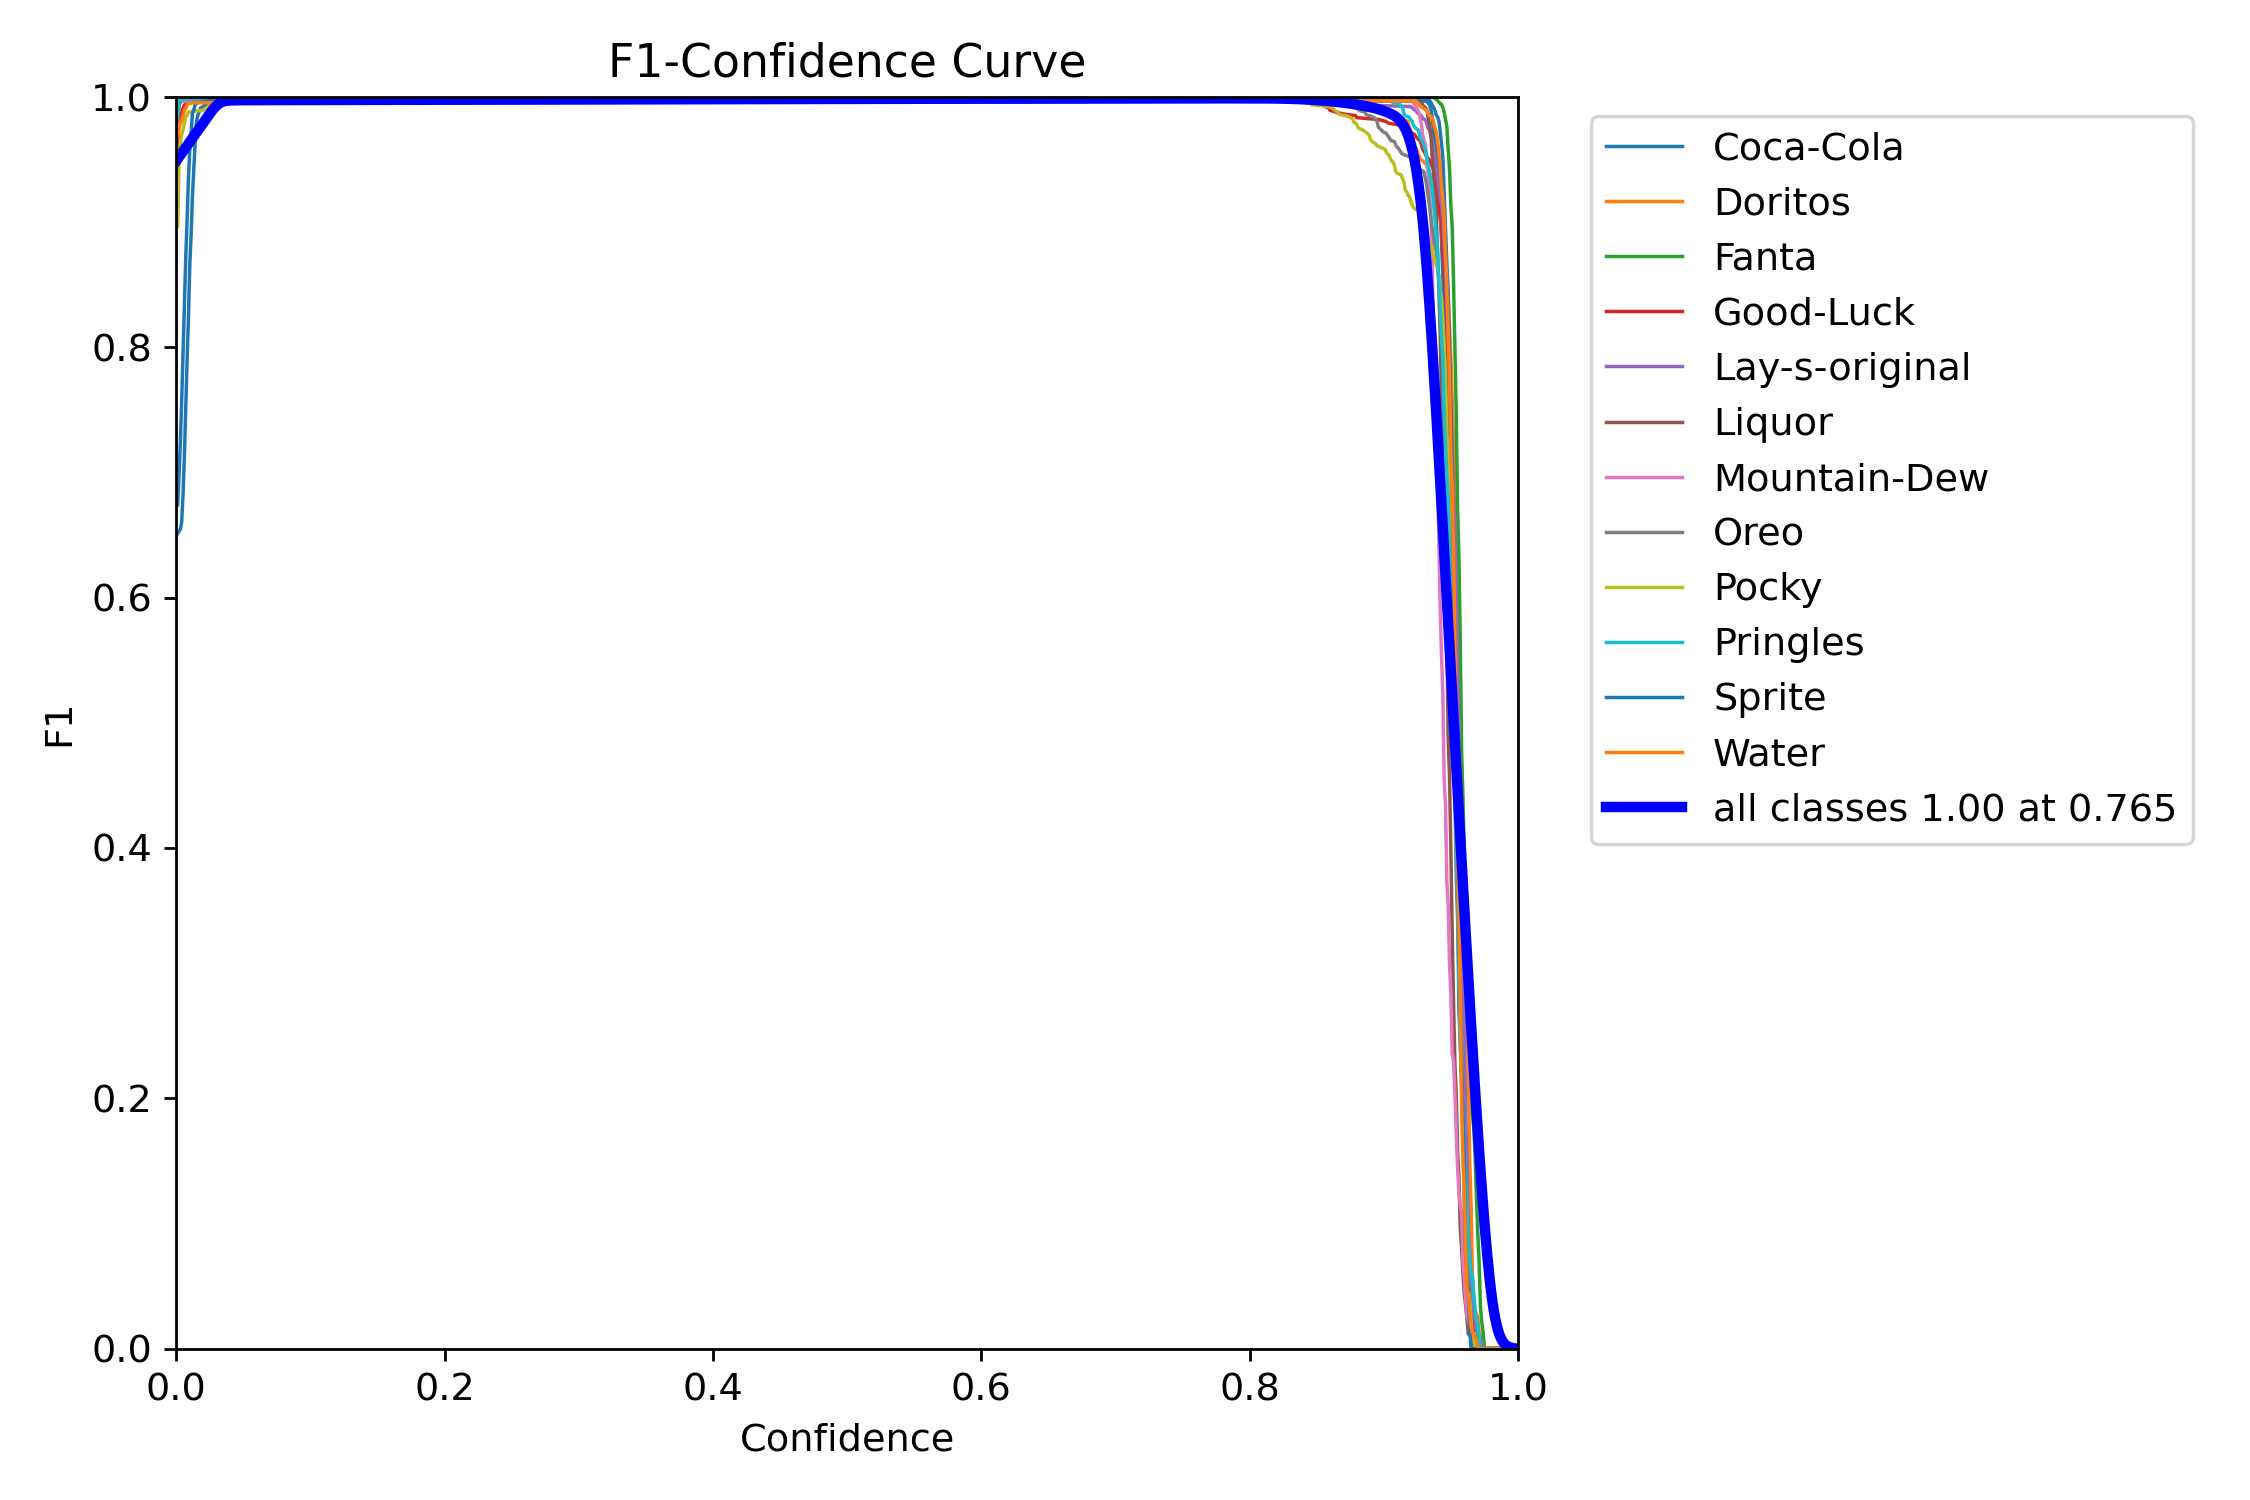 F1-Confidence Curve
1.0
0.8
0.6
0.4
0.2
0.0
F1
0.0 0.2 0.4 0.6 0.8 1.0
Confidence
Coca-Cola
Doritos
Fanta
Good-Luck
Lay-s-original
Liquor
Mountain-Dew
Oreo
Pocky
Pringles
Sprite
Water
all classes 1.00 at 0.765